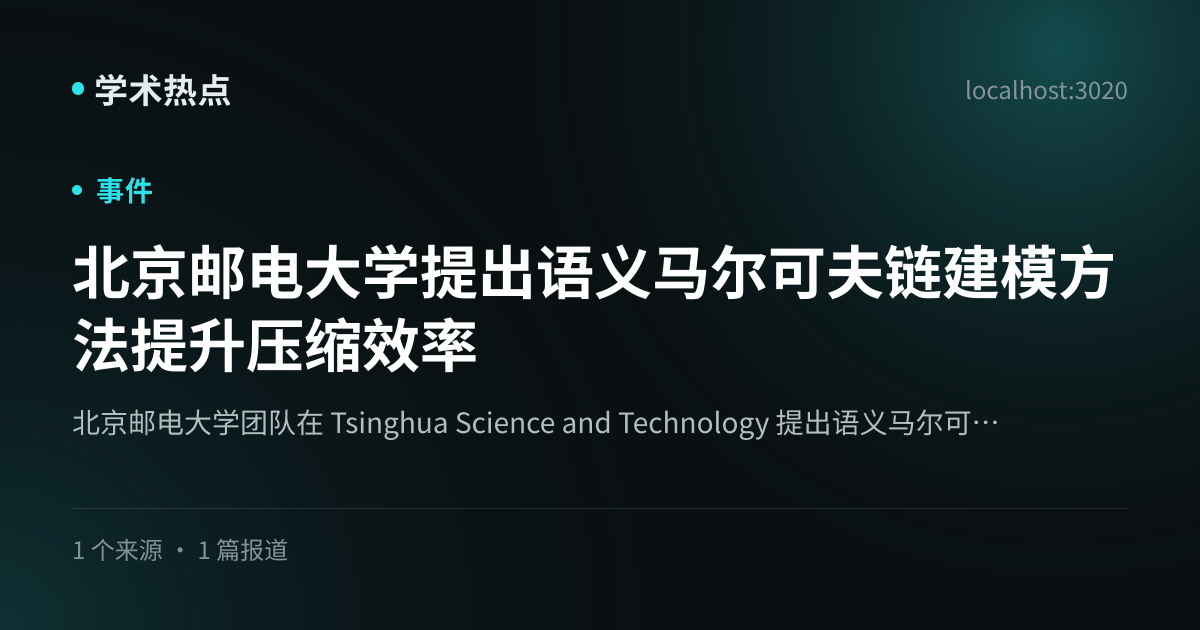 学术热点
localhost:3020
事件
北京邮电大学提出语义马尔可夫链建模方
法提升压缩效率
北京邮电大学团队在 Tsinghua Science and Technology 提出语义马尔可…
1 个来源 · 1 篇报道